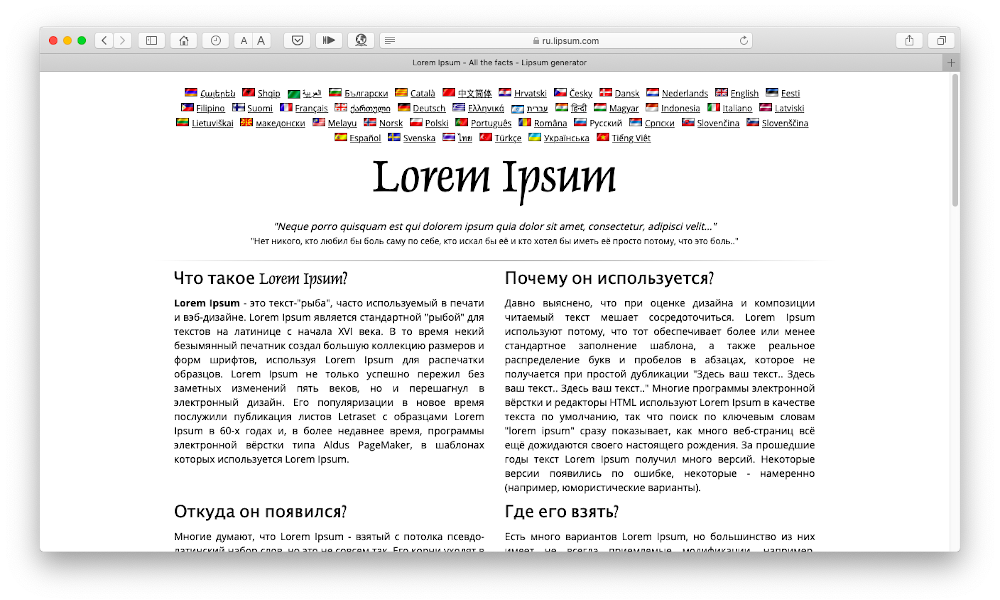 A A
ru.lipsum.com
Lorem Ipsum - All the facts - Lipsum generator
Հայերեն Shqip العربية Български Català 中文简体 Hrvatski Česky Dansk Nederlands English Eesti
Filipino Suomi Français ქართული Deutsch Ελληνικά עברית हिन्दी Magyar Indonesia Italiano Latviski
Lietuviškai македонски Melayu Norsk Polski Português Româna Русский Српски Slovenčina Slovenščina
Español Svenska ไทย Türkçe Українська Tiếng Việt
Lorem Ipsum
"Neque porro quisquam est qui dolorem ipsum quia dolor sit amet, consectetur, adipisci velit..."
"Нет никого, кто любил бы боль саму по себе, кто искал бы её и кто хотел бы иметь её просто потому, что это боль.."
Что такое Lorem Ipsum?
Lorem Ipsum - это текст-"рыба", часто используемый в печати
и вэб-дизайне. Lorem Ipsum является стандартной "рыбой" для
текстов на латинице с начала XVI века. В то время некий
безымянный печатник создал большую коллекцию размеров и
форм шрифтов, используя Lorem Ipsum для распечатки
образцов. Lorem Ipsum не только успешно пережил без
заметных изменений пять веков, но и перешагнул в
электронный дизайн. Его популяризации в новое время
послужили публикация листов Letraset с образцами Lorem
Ipsum в 60-х годах и, в более недавнее время, программы
электронной вёрстки типа Aldus PageMaker, в шаблонах
которых используется Lorem Ipsum.
Почему он используется?
Давно выяснено, что при оценке дизайна и композиции
читаемый текст мешает сосредоточиться. Lorem Ipsum
используют потому, что тот обеспечивает более или менее
стандартное заполнение шаблона, а также реальное
распределение букв и пробелов в абзацах, которое не
получается при простой дубликации "Здесь ваш текст.. Здесь
ваш текст.. Здесь ваш текст.." Многие программы электронной
вёрстки и редакторы HTML используют Lorem Ipsum в качестве
текста по умолчанию, так что поиск по ключевым словам
"lorem ipsum" сразу показывает, как много веб-страниц всё
ещё дожидаются своего настоящего рождения. За прошедшие
годы текст Lorem Ipsum получил много версий. Некоторые
версии появились по ошибке, некоторые - намеренно
(например, юмористические варианты).
Откуда он появился?
Многие думают, что Lorem Ipsum - взятый с потолка псевдо-
латинский набор слов, но это не совсем так. Его корни уходят в
Где его взять?
Есть много вариантов Lorem Ipsum, но большинство из них
имеет не всегда приемлемые модификации, например,